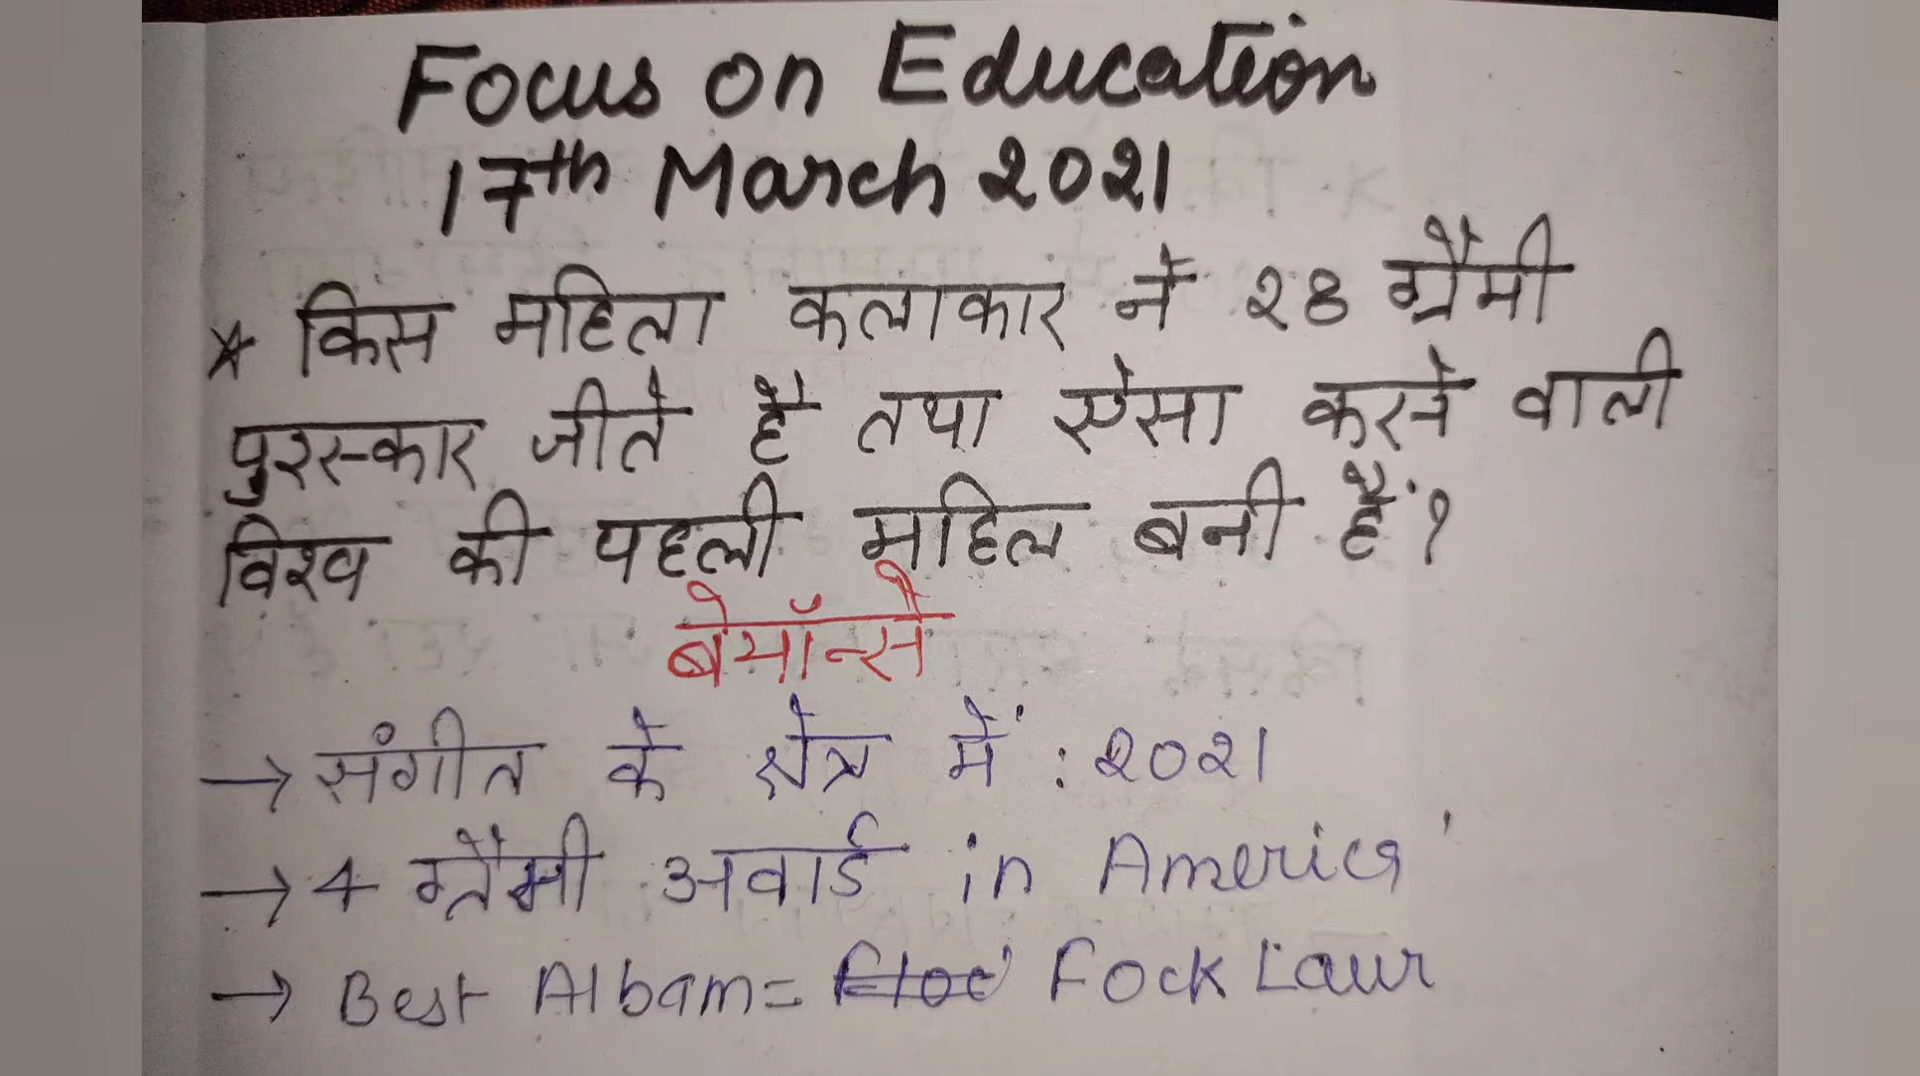 Focus on Education
17th March 2021
* किस महिला कलाकार ने 28 ग्रैमी
पुरस्कार जीते है तथा ऐसा करने वाली
विश्व की पहली महिल बनी हैं?
बेयॉन्से
→ संगीत के क्षेत्र में : 2021
→ 4 ग्रैमी अवार्ड in America
→ Best Albam = Fock Laur